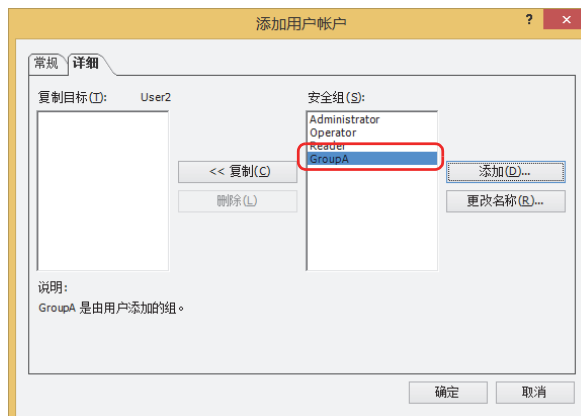 添加用户帐户
? ×
常规 详细
复制目标(T): User2
安全组(S):
Administrator
Operator
Reader
GroupA
<< 复制(C)
添加(D)...
删除(L)
更改名称(R)...
说明:
GroupA 是由用户添加的组。
确定
取消